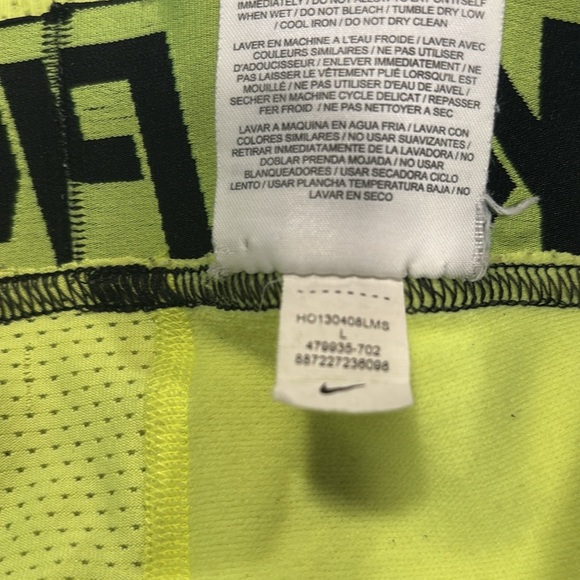 IMMEDIATELY / DO NOT ALLOW TO SIT ON ITSELF
WHEN WET / DO NOT BLEACH / TUMBLE DRY LOW
/ COOL IRON / DO NOT DRY CLEAN
LAVER EN MACHINE A L'EAU FROIDE / LAVER AVEC
COULEURS SIMILAIRES / NE PAS UTILISER
D'ADOUCISSEUR / ENLEVER IMMEDIATEMENT / NE
PAS LAISSER LE VÊTEMENT PLIÉ LORSQU'IL EST
MOUILLÉ / NE PAS UTILISER D'EAU DE JAVEL /
SECHER EN MACHINE CYCLE DELICAT / REPASSER
FER FROID / NE PAS NETTOYER A SEC
LAVAR A MAQUINA EN AGUA FRIA / LAVAR CON
COLORES SIMILARES / NO USAR SUAVIZANTES /
RETIRAR INMEDIATAMENTE DE LA LAVADORA / NO
DOBLAR PRENDA MOJADA / NO USAR
BLANQUEADORES / USAR SECADORA CICLO
LENTO / USAR PLANCHA TEMPERATURA BAJA / NO
LAVAR EN SECO
HO130408LMS
L
479935-702
887227236098